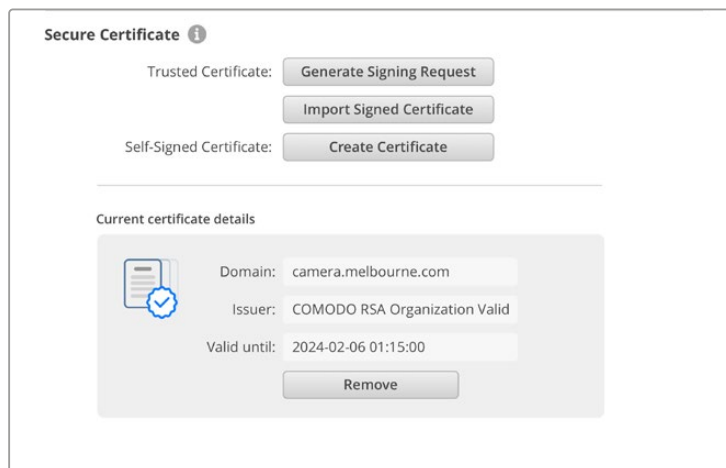 Secure Certificate
Trusted Certificate: Generate Signing Request
Import Signed Certificate
Self-Signed Certificate: Create Certificate
Current certificate details
Domain: camera.melbourne.com
Issuer: COMODO RSA Organization Valid
Valid until: 2024-02-06 01:15:00
Remove